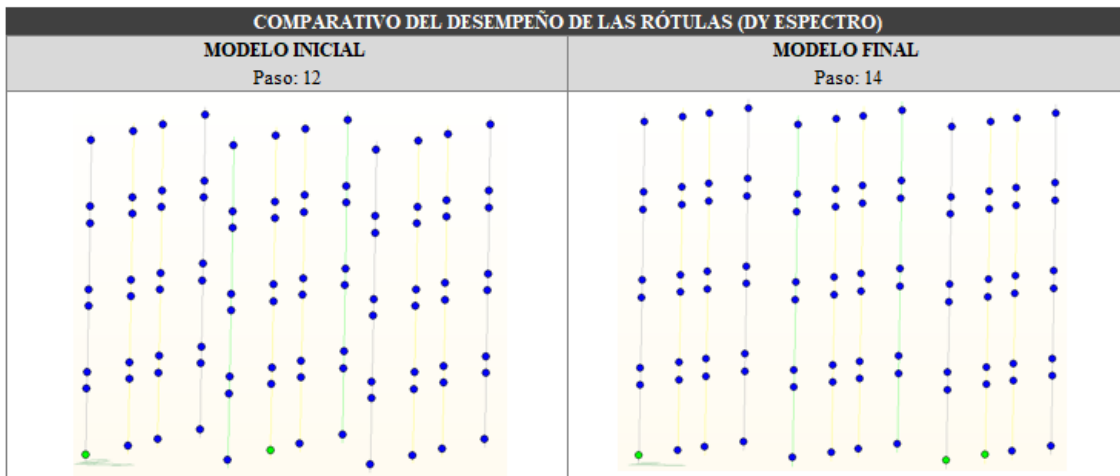 COMPARATIVO DEL DESEMPEÑO DE LAS RÓTULAS (DY ESPECTRO)
MODELO INICIAL
Paso: 12
MODELO FINAL
Paso: 14